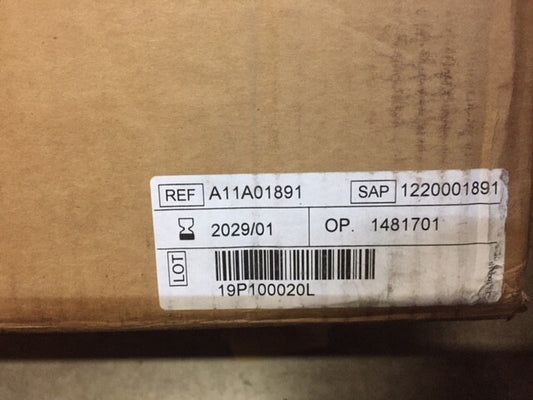 REF A11A01891 SAP 1220001891
2029/01 OP. 1481701
LOT
19P100020L